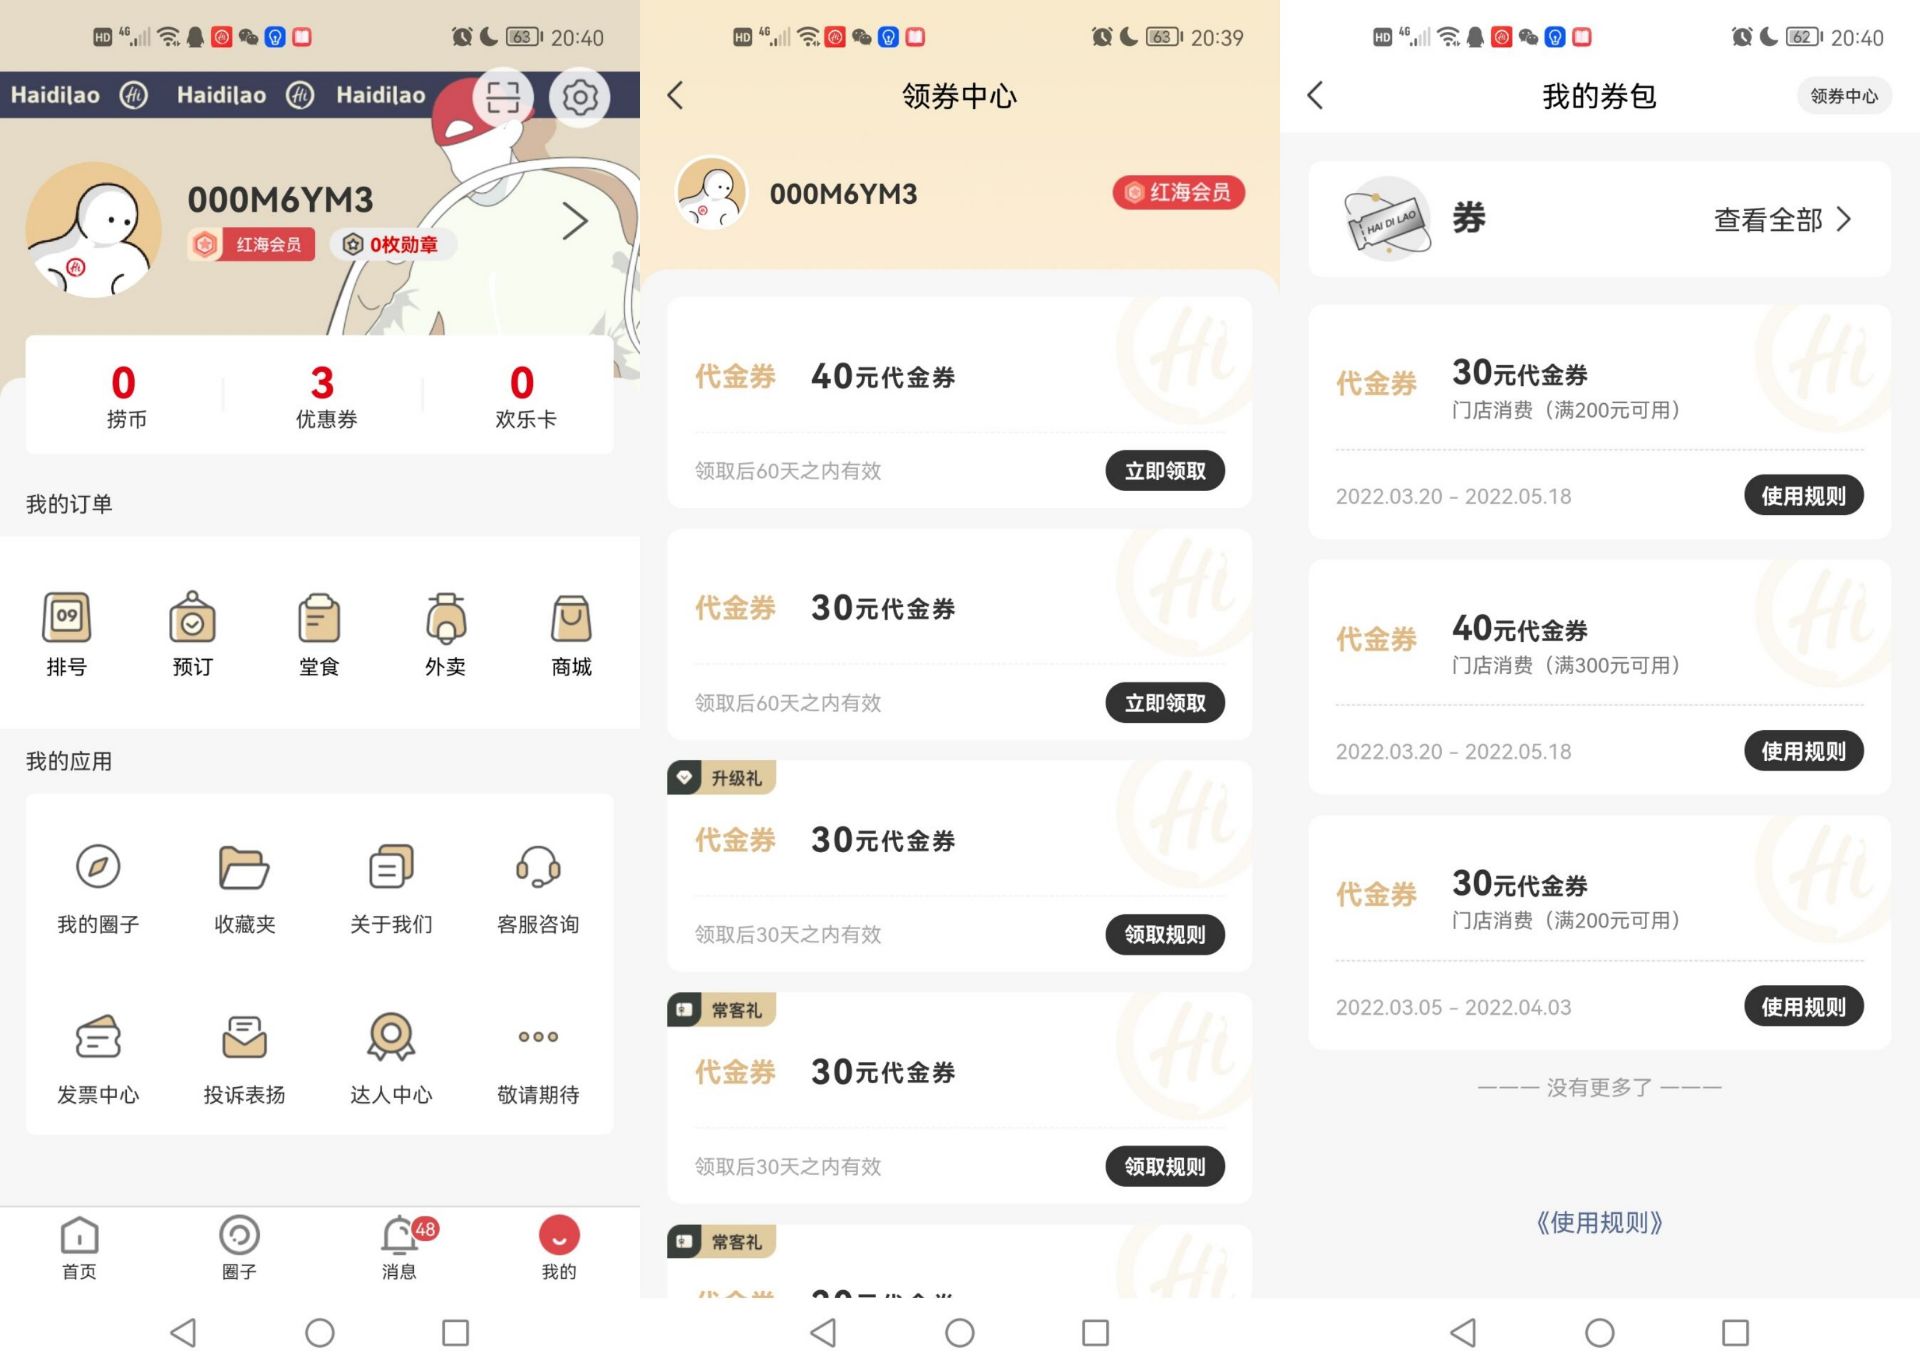 HD 4G 63 20:40
Haidilao Hi Haidilao Hi Haidilao
000M6YM3
红海会员 0枚勋章
Hi
0 3 0
捞币 优惠券 欢乐卡
我的订单
09
排号 预订 堂食 外卖 商城
我的应用
我的圈子 收藏夹 关于我们 客服咨询
发票中心 投诉表扬 达人中心 敬请期待
48
首页 圈子 消息 我的
HD 4G 63 20:39
领券中心
000M6YM3 红海会员
Hi
代金券 40元代金券
领取后60天之内有效 立即领取
Hi
代金券 30元代金券
领取后60天之内有效 立即领取
升级礼
Hi
代金券 30元代金券
领取后30天之内有效 领取规则
常客礼
Hi
代金券 30元代金券
领取后30天之内有效 领取规则
常客礼
Hi
HD 4G 62 20:40
我的券包 领券中心
HAI DI LAO 券 查看全部
Hi
代金券 30元代金券
门店消费（满200元可用）
2022.03.20 - 2022.05.18 使用规则
Hi
代金券 40元代金券
门店消费（满300元可用）
2022.03.20 - 2022.05.18 使用规则
Hi
代金券 30元代金券
门店消费（满200元可用）
2022.03.05 - 2022.04.03 使用规则
——— 没有更多了 ———
《使用规则》